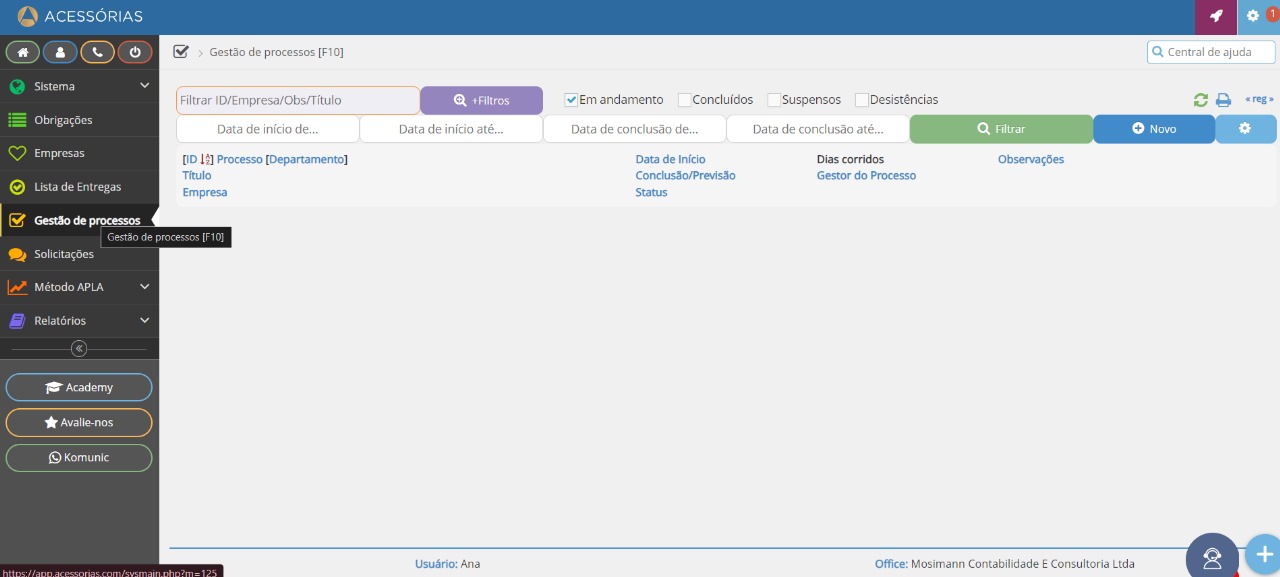 ACESSÓRIAS
1
Gestão de processos [F10]
Central de ajuda
Sistema
Obrigações
Empresas
Lista de Entregas
Gestão de processos
Gestão de processos [F10]
Solicitações
Método APLA
Relatórios
Academy
Avalie-nos
Komunic
Filtrar ID/Empresa/Obs/Título
+Filtros
Em andamento
Concluídos
Suspensos
Desistências
« reg »
Data de início de...
Data de início até...
Data de conclusão de...
Data de conclusão até...
Filtrar
Novo
[ID] Processo [Departamento]
Título
Empresa
Data de Início
Conclusão/Previsão
Status
Dias corridos
Gestor do Processo
Observações
Usuário: Ana
Office: Mosimann Contabilidade E Consultoria Ltda
https://app.acessorias.com/sysmain.php?m=125